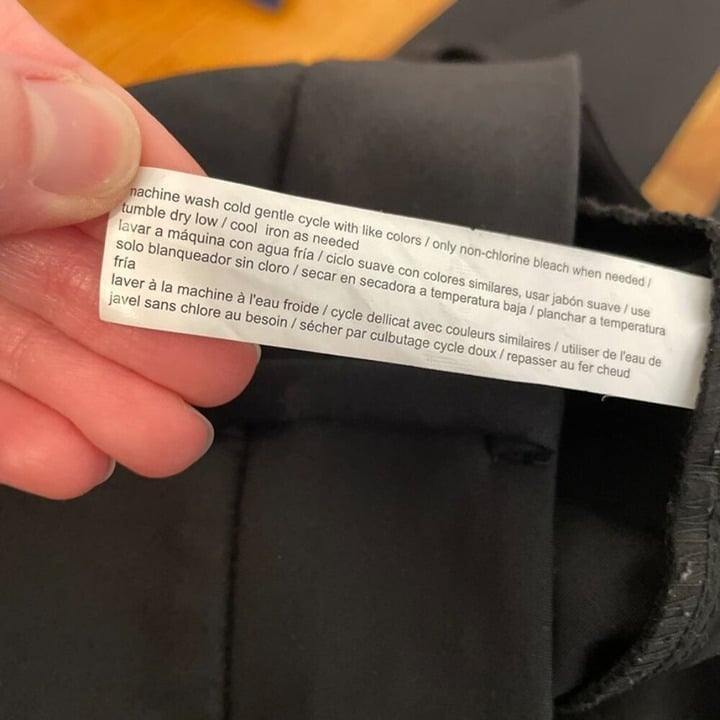 machine wash cold gentle cycle with like colors / only non-chlorine bleach when needed /
tumble dry low / cool iron as needed
lavar a máquina con agua fría / ciclo suave con colores similares, usar jabón suave / use
solo blanqueador sin cloro / secar en secadora a temperatura baja / planchar a temperatura
fría
laver à la machine à l'eau froide / cycle dellicat avec couleurs similaires / utiliser de l'eau de
javel sans chlore au besoin / sécher par culbutage cycle doux / repasser au fer cheud